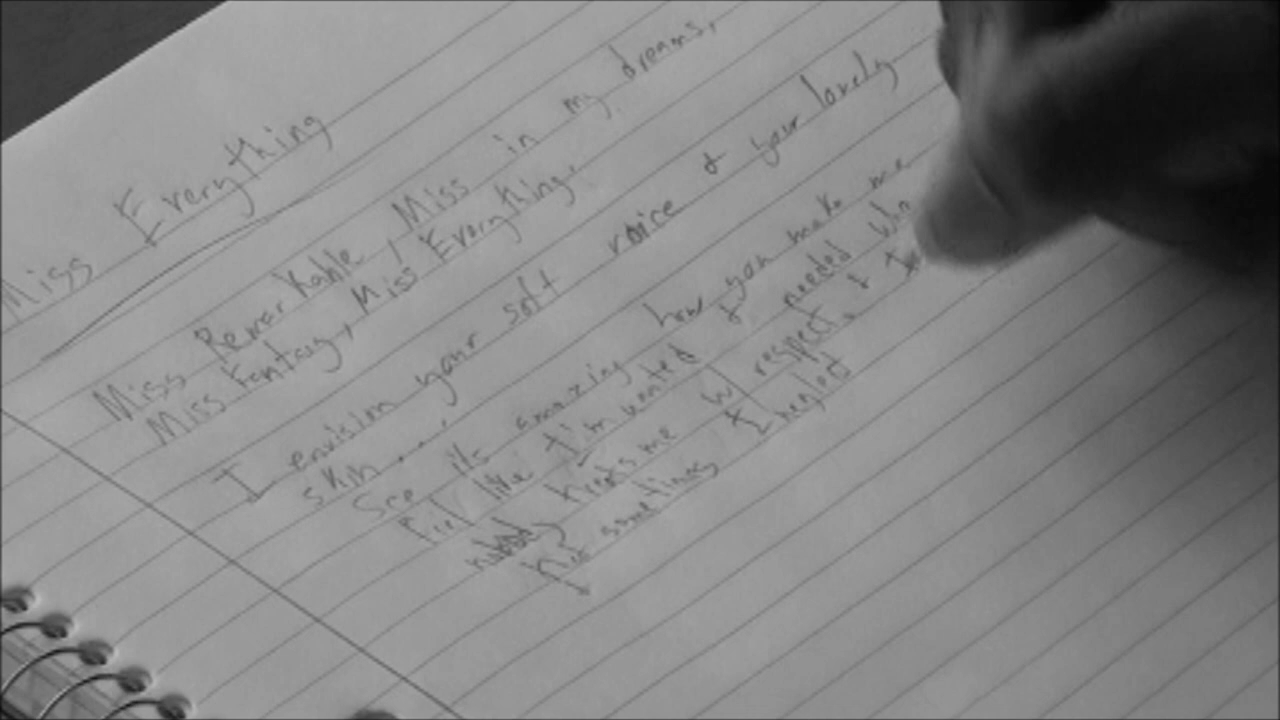 Miss Everything
Miss Remarkable, Miss in my dreams,
Miss Fantasy, Miss Everything.
I envision your soft voice & your lovely
skin....
See its amazing how you make me
feel like I'm wanted & needed. Who
treats me w/ respect, &
sometimes I neglect